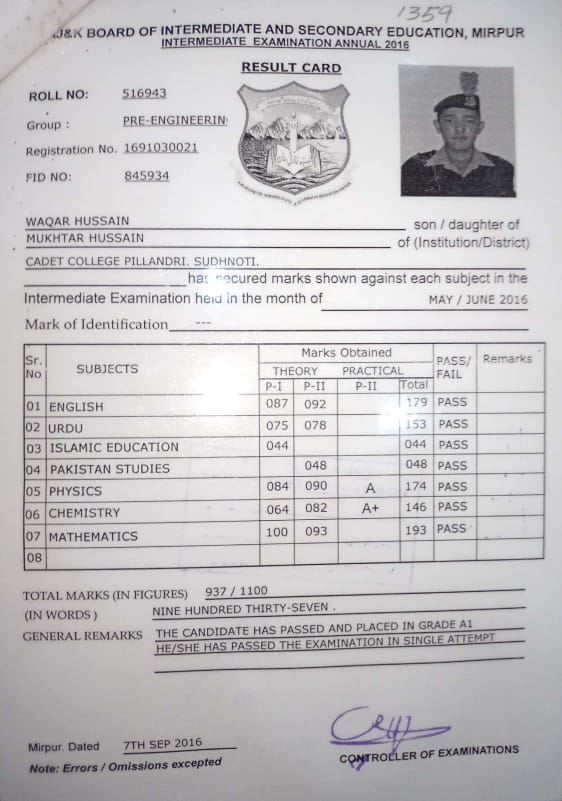 1359
AJ&K BOARD OF INTERMEDIATE AND SECONDARY EDUCATION, MIRPUR
INTERMEDIATE EXAMINATION ANNUAL 2016
RESULT CARD
ROLL NO: 516943
Group : PRE-ENGINEERIN
Registration No. 1691030021
FID NO: 845934
WAQAR HUSSAIN son / daughter of
MUKHTAR HUSSAIN of (Institution/District)
CADET COLLEGE PILLANDRI. SUDHNOTI.
has secured marks shown against each subject in the
Intermediate Examination held in the month of MAY / JUNE 2016
Mark of Identification ---
Sr. No SUBJECTS Marks Obtained PASS/ FAIL Remarks
THEORY PRACTICAL
P-I P-II P-II Total
01 ENGLISH 087 092 179 PASS
02 URDU 075 078 153 PASS
03 ISLAMIC EDUCATION 044 044 PASS
04 PAKISTAN STUDIES 048 048 PASS
05 PHYSICS 084 090 A 174 PASS
06 CHEMISTRY 064 082 A+ 146 PASS
07 MATHEMATICS 100 093 193 PASS
08
TOTAL MARKS (IN FIGURES) 937 / 1100
(IN WORDS ) NINE HUNDRED THIRTY-SEVEN .
GENERAL REMARKS THE CANDIDATE HAS PASSED AND PLACED IN GRADE A1
HE/SHE HAS PASSED THE EXAMINATION IN SINGLE ATTEMPT
Mirpur. Dated 7TH SEP 2016
CONTROLLER OF EXAMINATIONS
Note: Errors / Omissions excepted